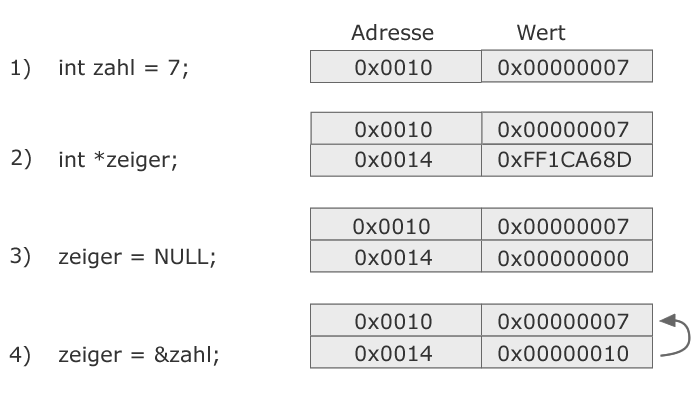 Adresse Wert
1) int zahl = 7; 0x0010 0x00000007
0x0010 0x00000007
2) int *zeiger; 0x0014 0xFF1CA68D
0x0010 0x00000007
3) zeiger = NULL; 0x0014 0x00000000
0x0010 0x00000007
4) zeiger = &zahl; 0x0014 0x00000010